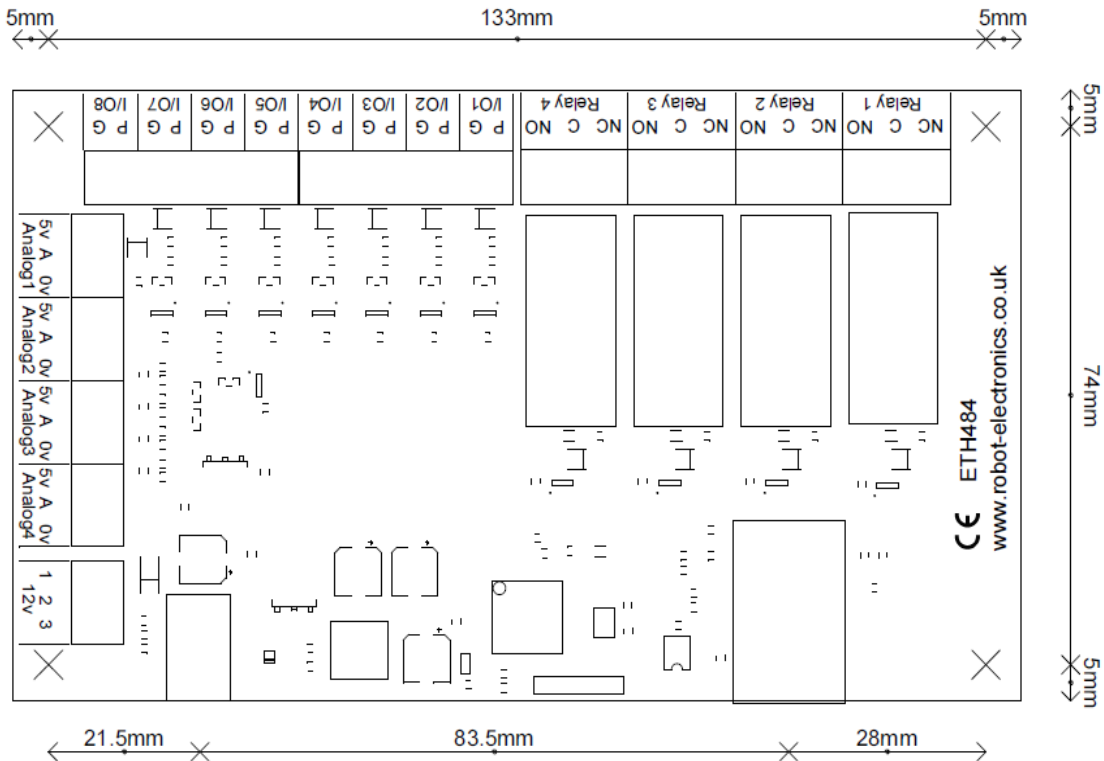 5mm
133mm
5mm
I/O8
I/O7
I/O6
I/O5
I/O4
I/O3
I/O2
I/O1
Relay 4
Relay 3
Relay 2
Relay 1
P G
P G
P G
P G
P G
P G
P G
P G
NO C NC
NO C NC
NO C NC
NO C NC
5mm
74mm
5mm
5v A 0v
Analog1
5v A 0v
Analog2
5v A 0v
Analog3
5v A 0v
Analog4
1 2 3
12v
CE ETH484
www.robot-electronics.co.uk
21.5mm
83.5mm
28mm